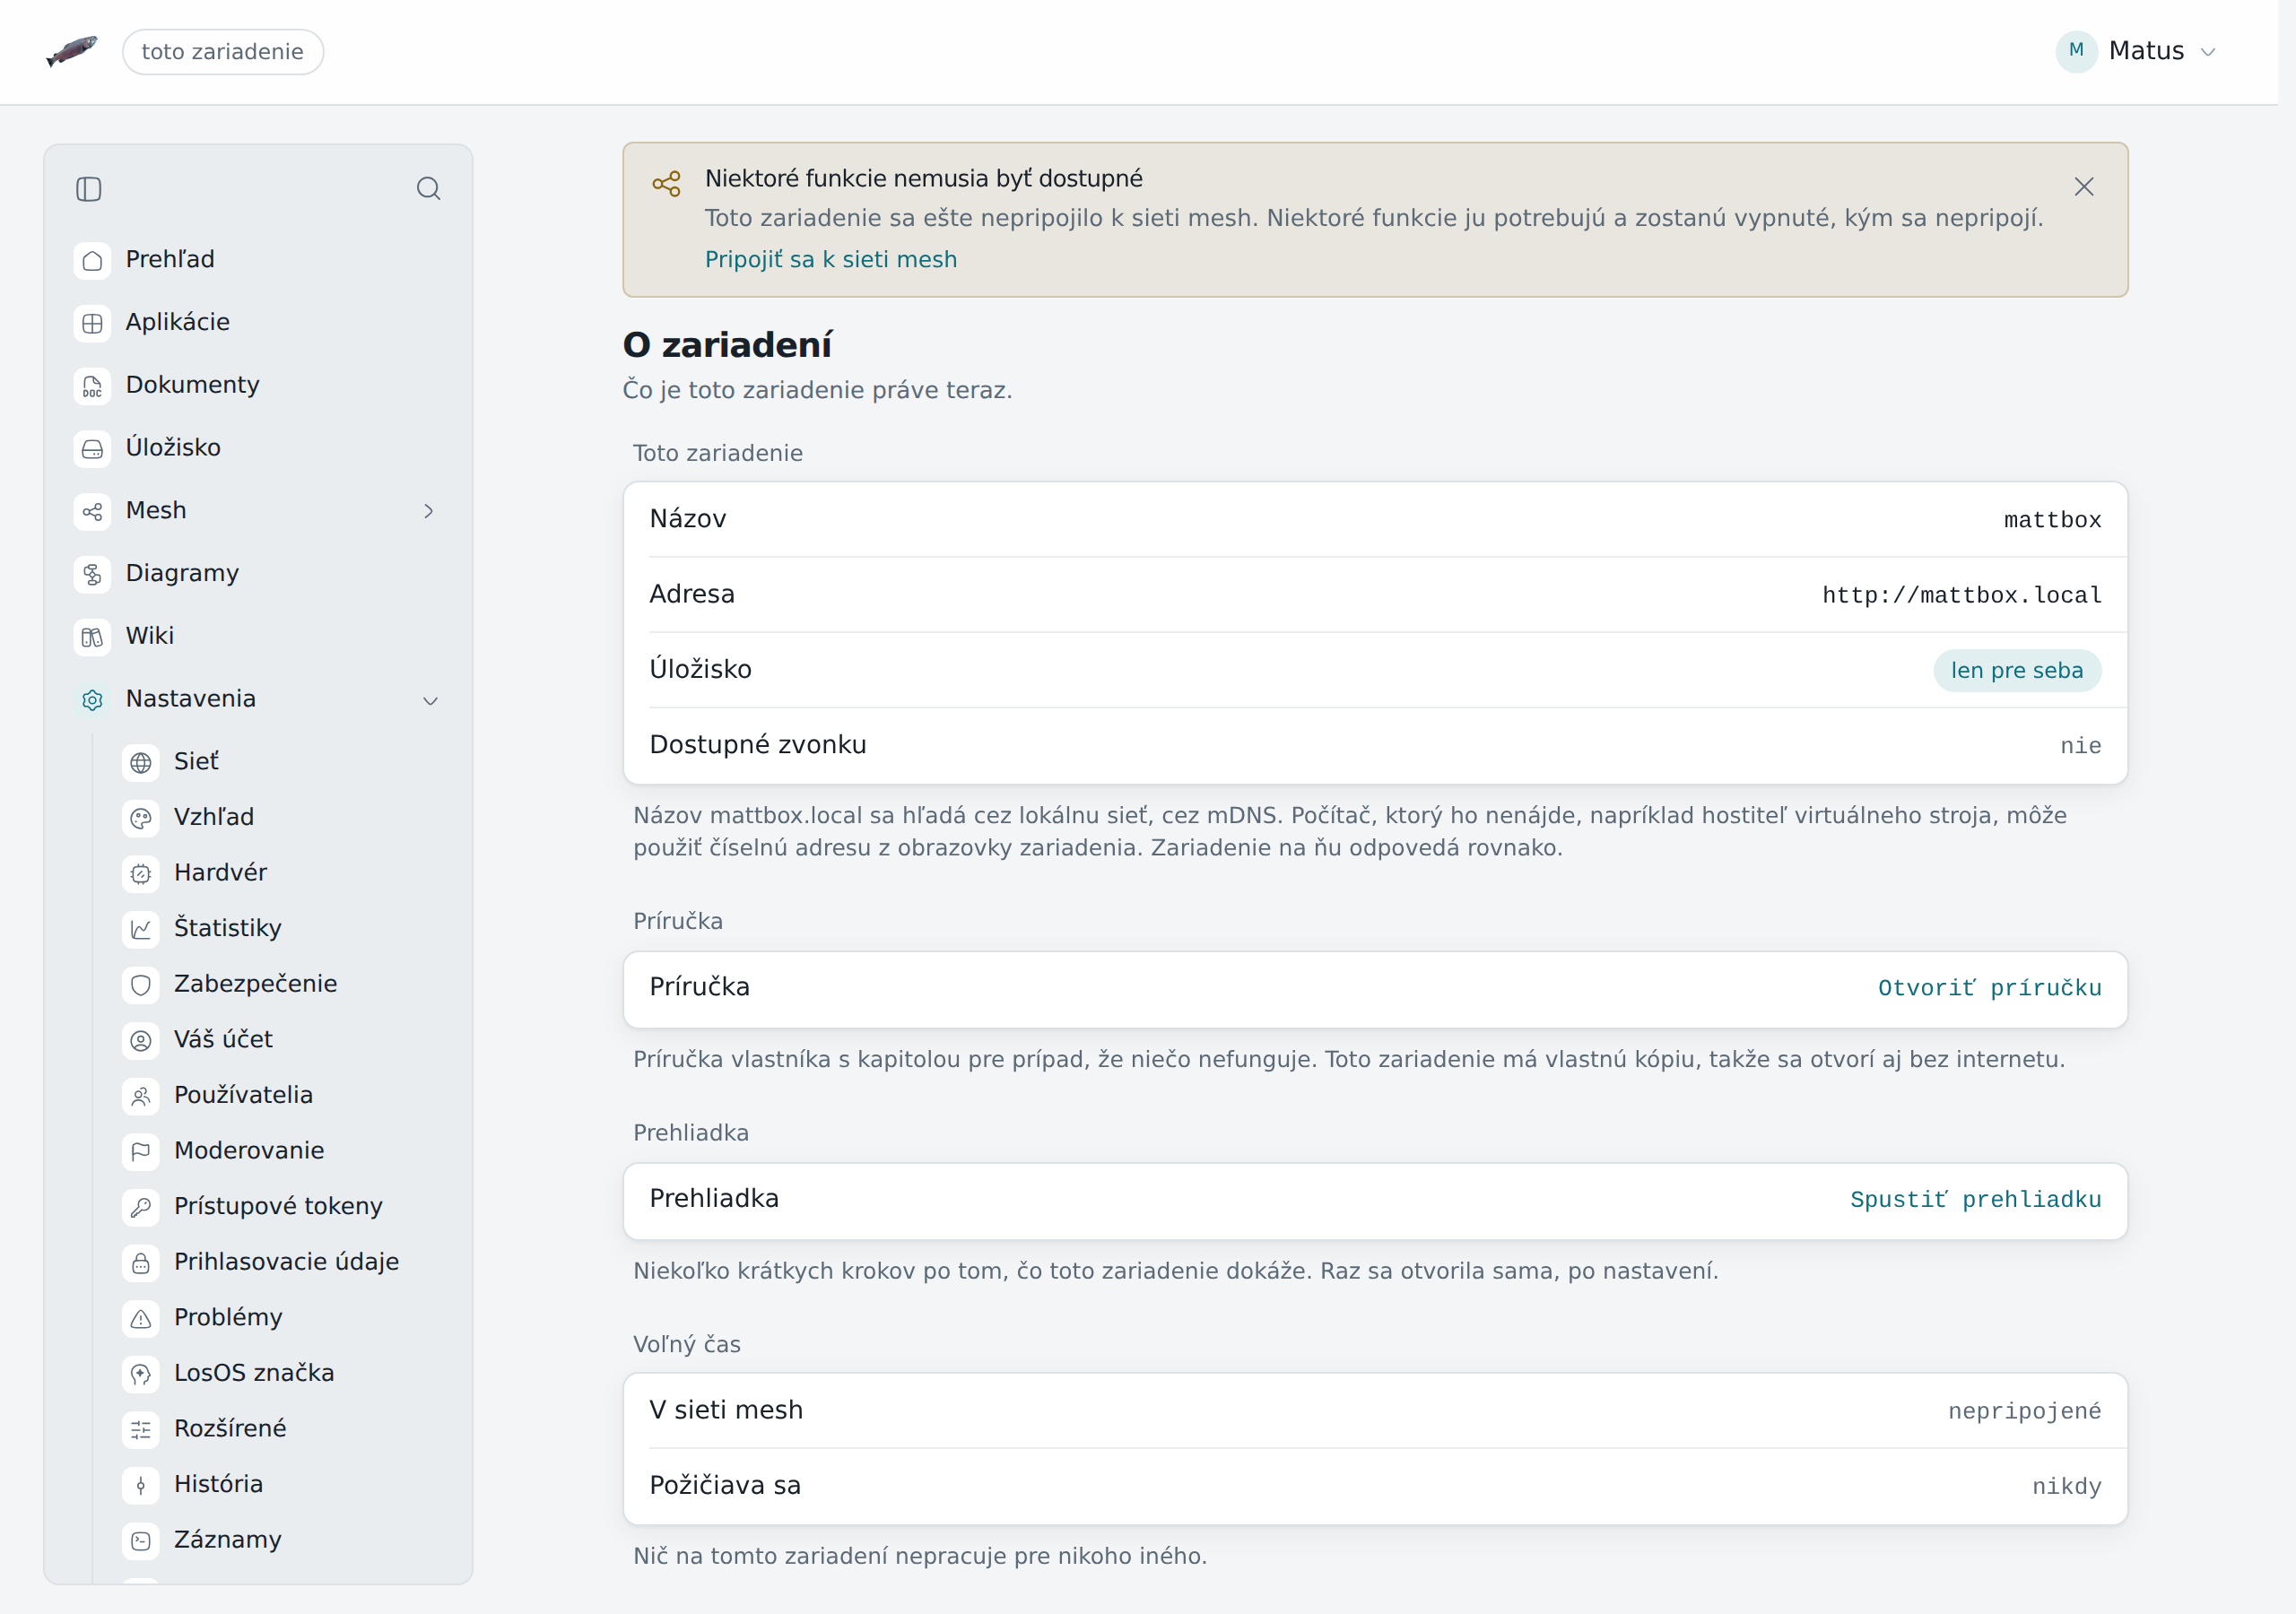 toto zariadenie
M Matus
Prehľad
Aplikácie
DOC Dokumenty
Úložisko
Mesh
Diagramy
Wiki
Nastavenia
Sieť
Vzhľad
Hardvér
Štatistiky
Zabezpečenie
Váš účet
Používatelia
Moderovanie
Prístupové tokeny
Prihlasovacie údaje
Problémy
LosOS značka
Rozšírené
História
Záznamy
Niektoré funkcie nemusia byť dostupné
Toto zariadenie sa ešte nepripojilo k sieti mesh. Niektoré funkcie ju potrebujú a zostanú vypnuté, kým sa nepripojí.
Pripojiť sa k sieti mesh
O zariadení
Čo je toto zariadenie práve teraz.
Toto zariadenie
Názov mattbox
Adresa http://mattbox.local
Úložisko len pre seba
Dostupné zvonku nie
Názov mattbox.local sa hľadá cez lokálnu sieť, cez mDNS. Počítač, ktorý ho nenájde, napríklad hostiteľ virtuálneho stroja, môže
použiť číselnú adresu z obrazovky zariadenia. Zariadenie na ňu odpovedá rovnako.
Príručka
Príručka Otvoriť príručku
Príručka vlastníka s kapitolou pre prípad, že niečo nefunguje. Toto zariadenie má vlastnú kópiu, takže sa otvorí aj bez internetu.
Prehliadka
Prehliadka Spustiť prehliadku
Niekoľko krátkych krokov po tom, čo toto zariadenie dokáže. Raz sa otvorila sama, po nastavení.
Voľný čas
V sieti mesh nepripojené
Požičiava sa nikdy
Nič na tomto zariadení nepracuje pre nikoho iného.